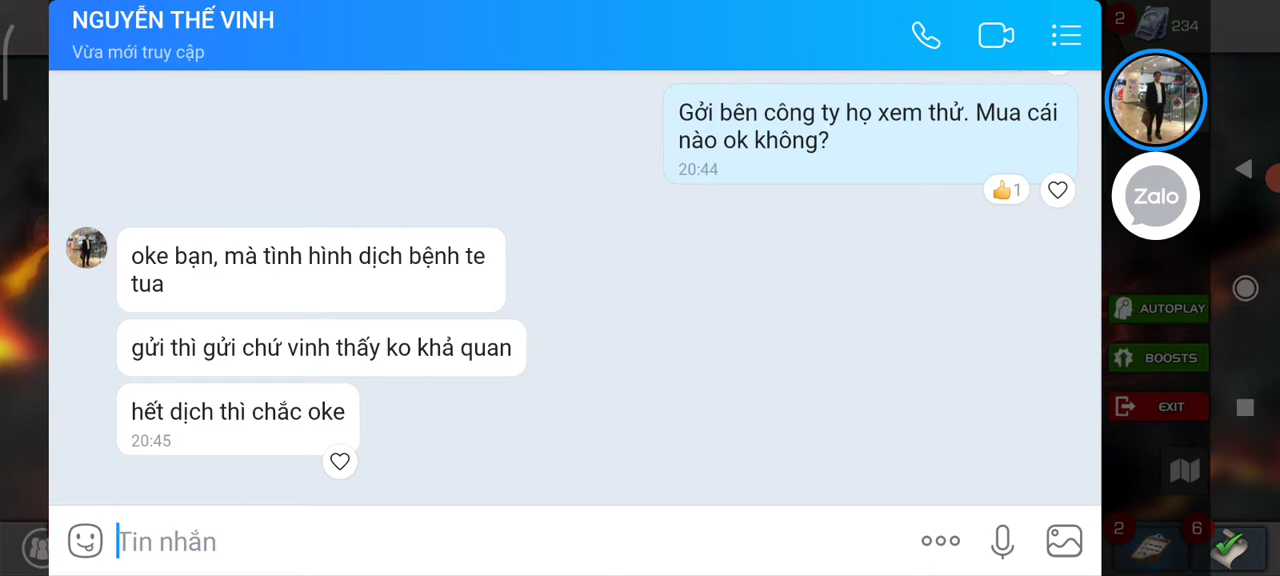 NGUYỄN THẾ VINH
Vừa mới truy cập
Gởi bên công ty họ xem thử. Mua cái
nào ok không?
20:44
1
oke bạn, mà tình hình dịch bệnh te
tua
gửi thì gửi chứ vinh thấy ko khả quan
hết dịch thì chắc oke
20:45
Tin nhắn
2
234
Zalo
AUTOPLAY
BOOSTS
EXIT
2
6